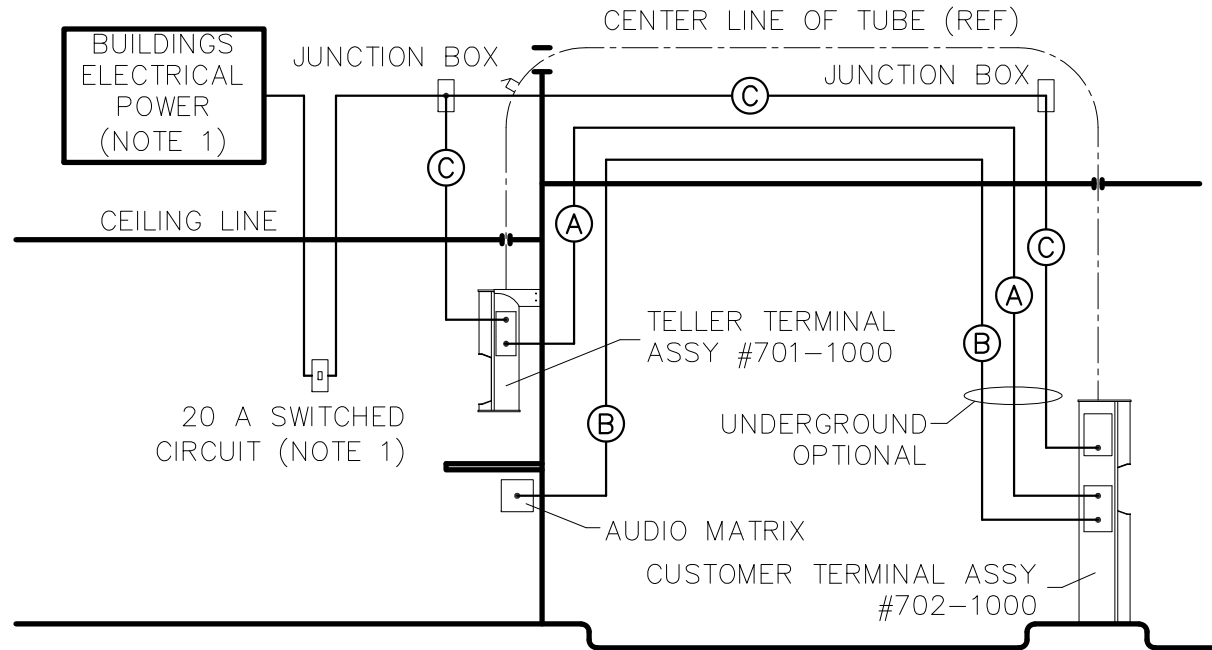 CENTER LINE OF TUBE (REF)
BUILDINGS
ELECTRICAL
POWER
(NOTE 1)
JUNCTION BOX
JUNCTION BOX
C
C
A
C
A
B
B
CEILING LINE
TELLER TERMINAL
ASSY #701-1000
20 A SWITCHED
CIRCUIT (NOTE 1)
UNDERGROUND
OPTIONAL
AUDIO MATRIX
CUSTOMER TERMINAL ASSY
#702-1000